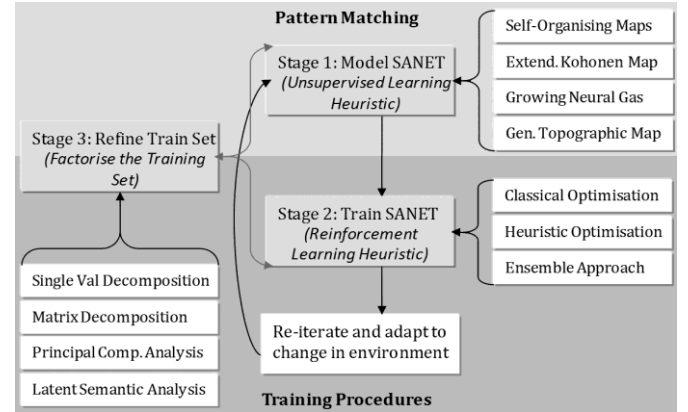 Pattern Matching
Stage 1: Model SANET
(Unsupervised Learning
Heuristic)
Self-Organising Maps
Extend. Kohonen Map
Growing Neural Gas
Gen. Topographic Map
Stage 3: Refine Train Set
(Factorise the Training
Set)
Stage 2: Train SANET
(Reinforcement
Learning Heuristic)
Classical Optimisation
Heuristic Optimisation
Ensemble Approach
Single Val Decomposition
Matrix Decomposition
Principal Comp. Analysis
Latent Semantic Analysis
Re-iterate and adapt to
change in environment
Training Procedures